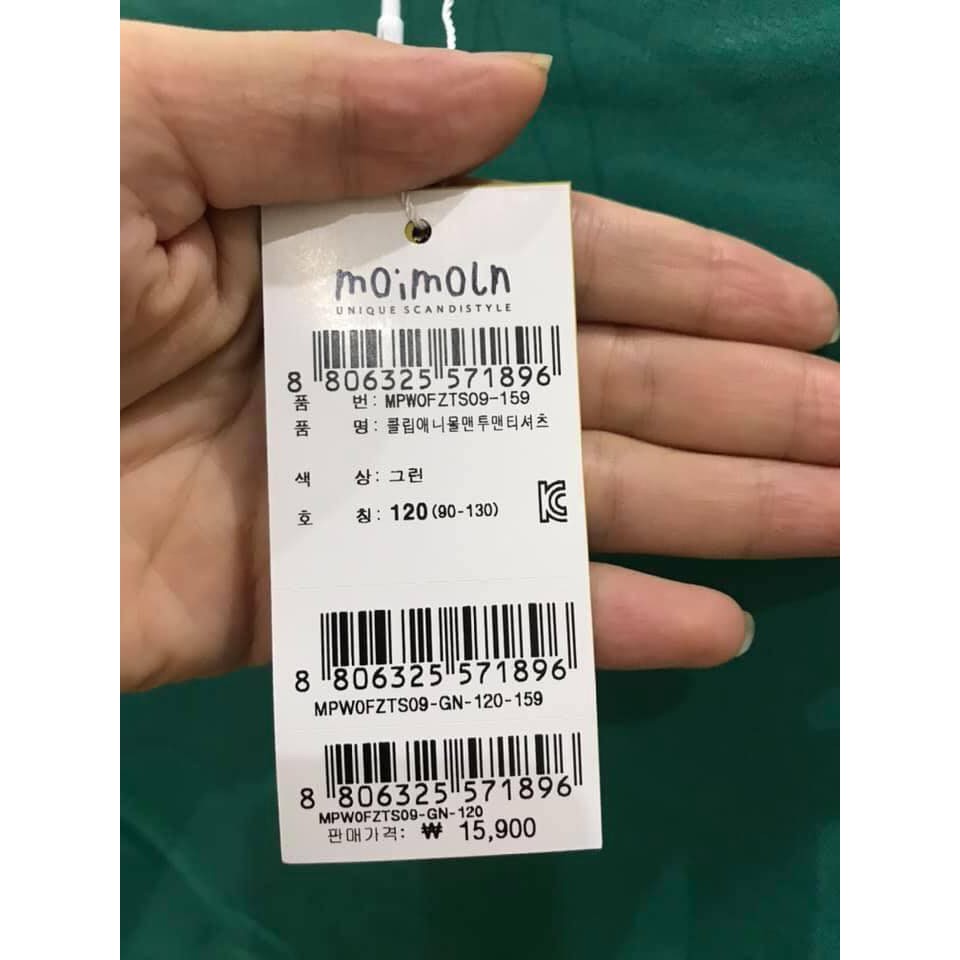 moimoln
UNIQUE SCANDISTYLE
8 806325 571896
품 번: MPW0FZTS09-159
품 명: 콜립애니몰맨투맨티셔츠
색 상: 그린
호 칭: 120 (90-130)
8 806325 571896
MPW0FZTS09-GN-120-159
8 806325 571896
MPW0FZTS09-GN-120
판매가격: ₩ 15,900